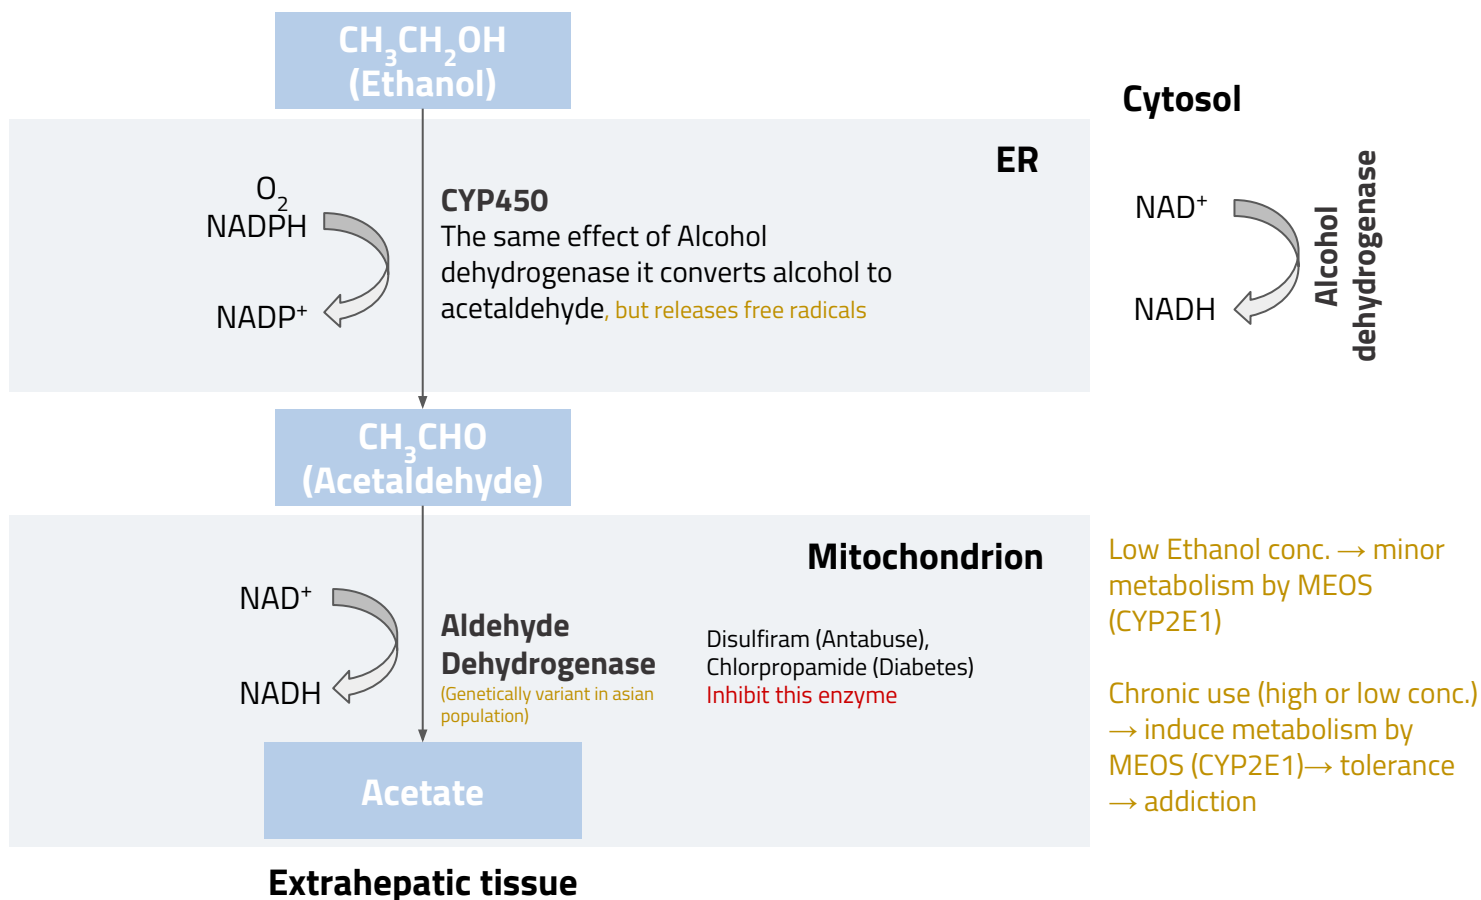 CH₃CH₂OH
(Ethanol)
Cytosol
ER
O₂
NADPH
NADP⁺
CYP450
The same effect of Alcohol
dehydrogenase it converts alcohol to
acetaldehyde, but releases free radicals
NAD⁺
NADH
Alcohol
dehydrogenase
CH₃CHO
(Acetaldehyde)
Mitochondrion
NAD⁺
NADH
Aldehyde
Dehydrogenase
(Genetically variant in asian
population)
Disulfiram (Antabuse),
Chlorpropamide (Diabetes)
Inhibit this enzyme
Low Ethanol conc. → minor
metabolism by MEOS
(CYP2E1)
Chronic use (high or low conc.)
→ induce metabolism by
MEOS (CYP2E1)→ tolerance
→ addiction
Acetate
Extrahepatic tissue